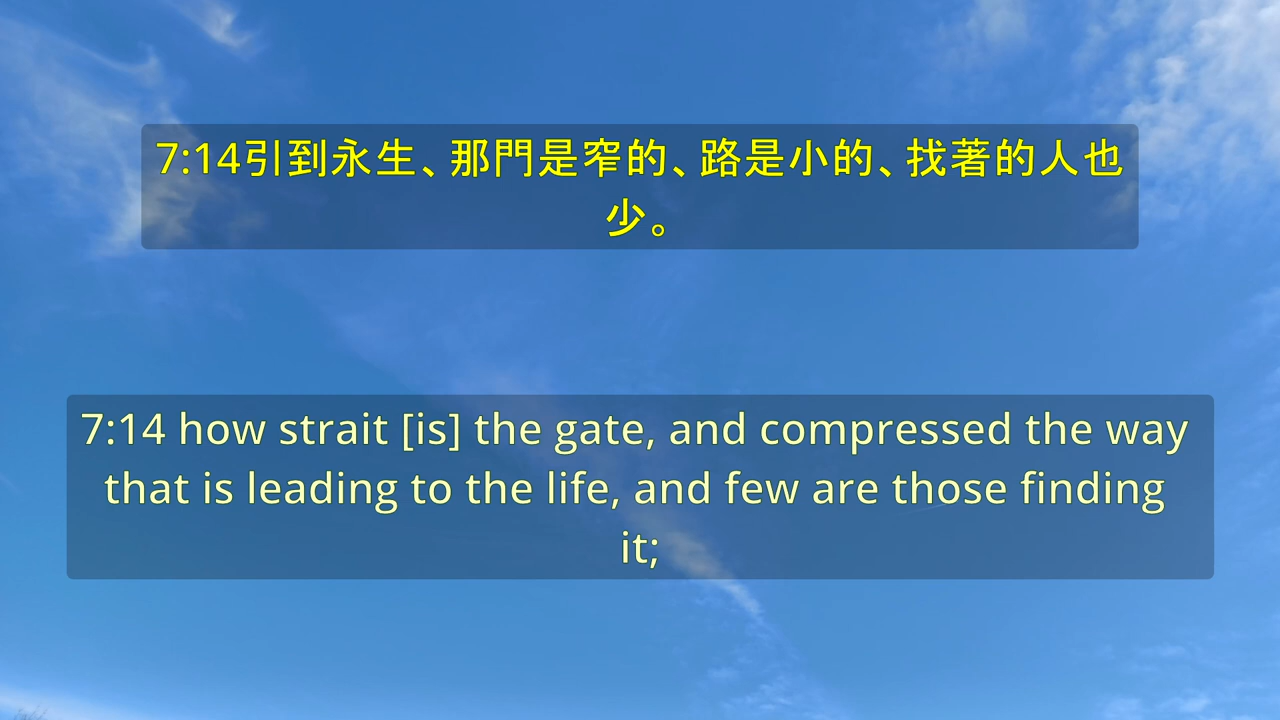 7:14引到永生、那門是窄的、路是小的、找著的人也
少。
7:14 how strait [is] the gate, and compressed the way
that is leading to the life, and few are those finding
it;